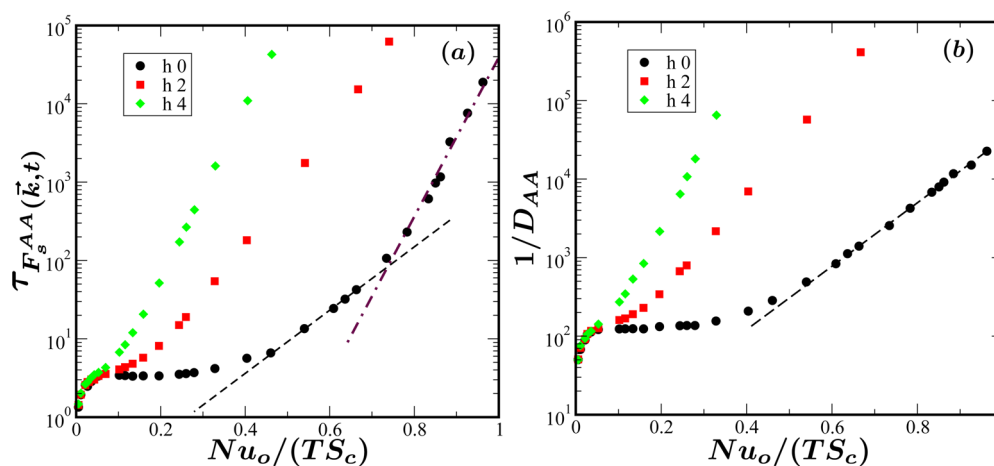 (a)
h 0
h 2
h 4
10^5
10^4
10^3
10^2
10^1
10^0
τ_{F_s^{AA}(\vec{k},t)}
0 0.2 0.4 0.6 0.8 1
Nu_o/(TS_c)
(b)
h 0
h 2
h 4
10^6
10^5
10^4
10^3
10^2
10^1
1/D_{AA}
0 0.2 0.4 0.6 0.8
Nu_o/(TS_c)